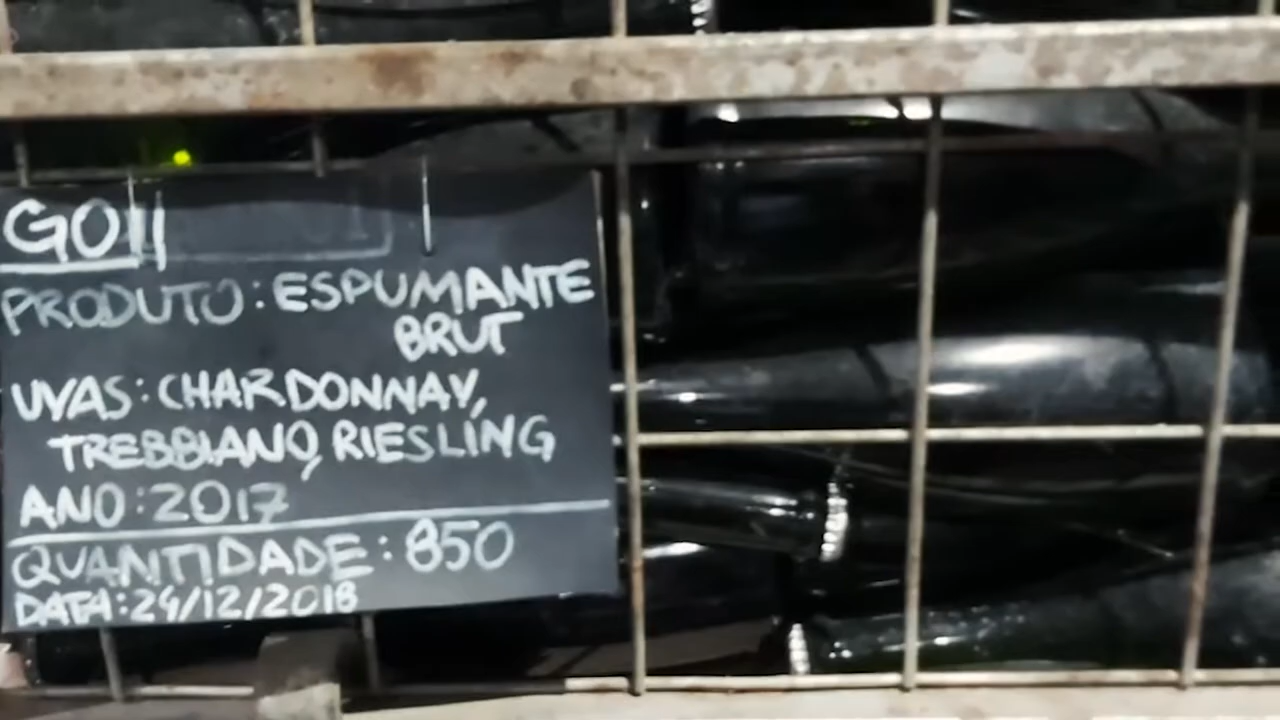 GO11
PRODUTO: ESPUMANTE
BRUT
UVAS: CHARDONNAY,
TREBBIANO, RIESLING
ANO: 2017
QUANTIDADE: 850
DATA: 24/12/2018